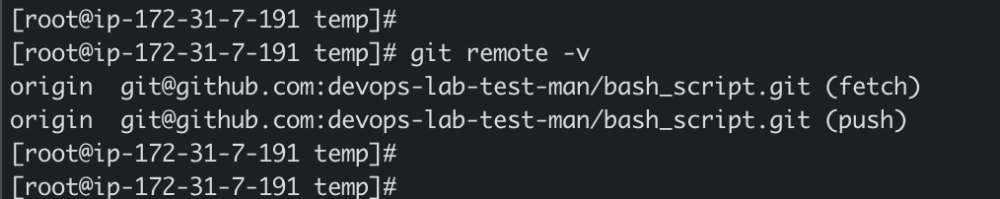 [root@ip-172-31-7-191 temp]#
[root@ip-172-31-7-191 temp]# git remote -v
origin  git@github.com:devops-lab-test-man/bash_script.git (fetch)
origin  git@github.com:devops-lab-test-man/bash_script.git (push)
[root@ip-172-31-7-191 temp]#
[root@ip-172-31-7-191 temp]#